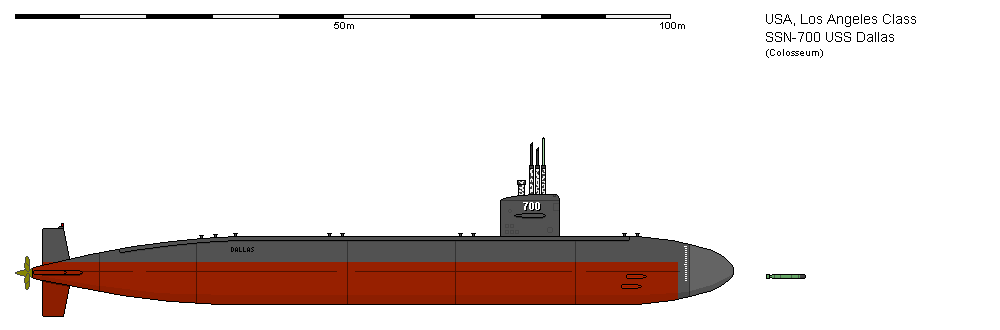 50m 100m
USA, Los Angeles Class
SSN-700 USS Dallas
(Colosseum)
700
DALLAS